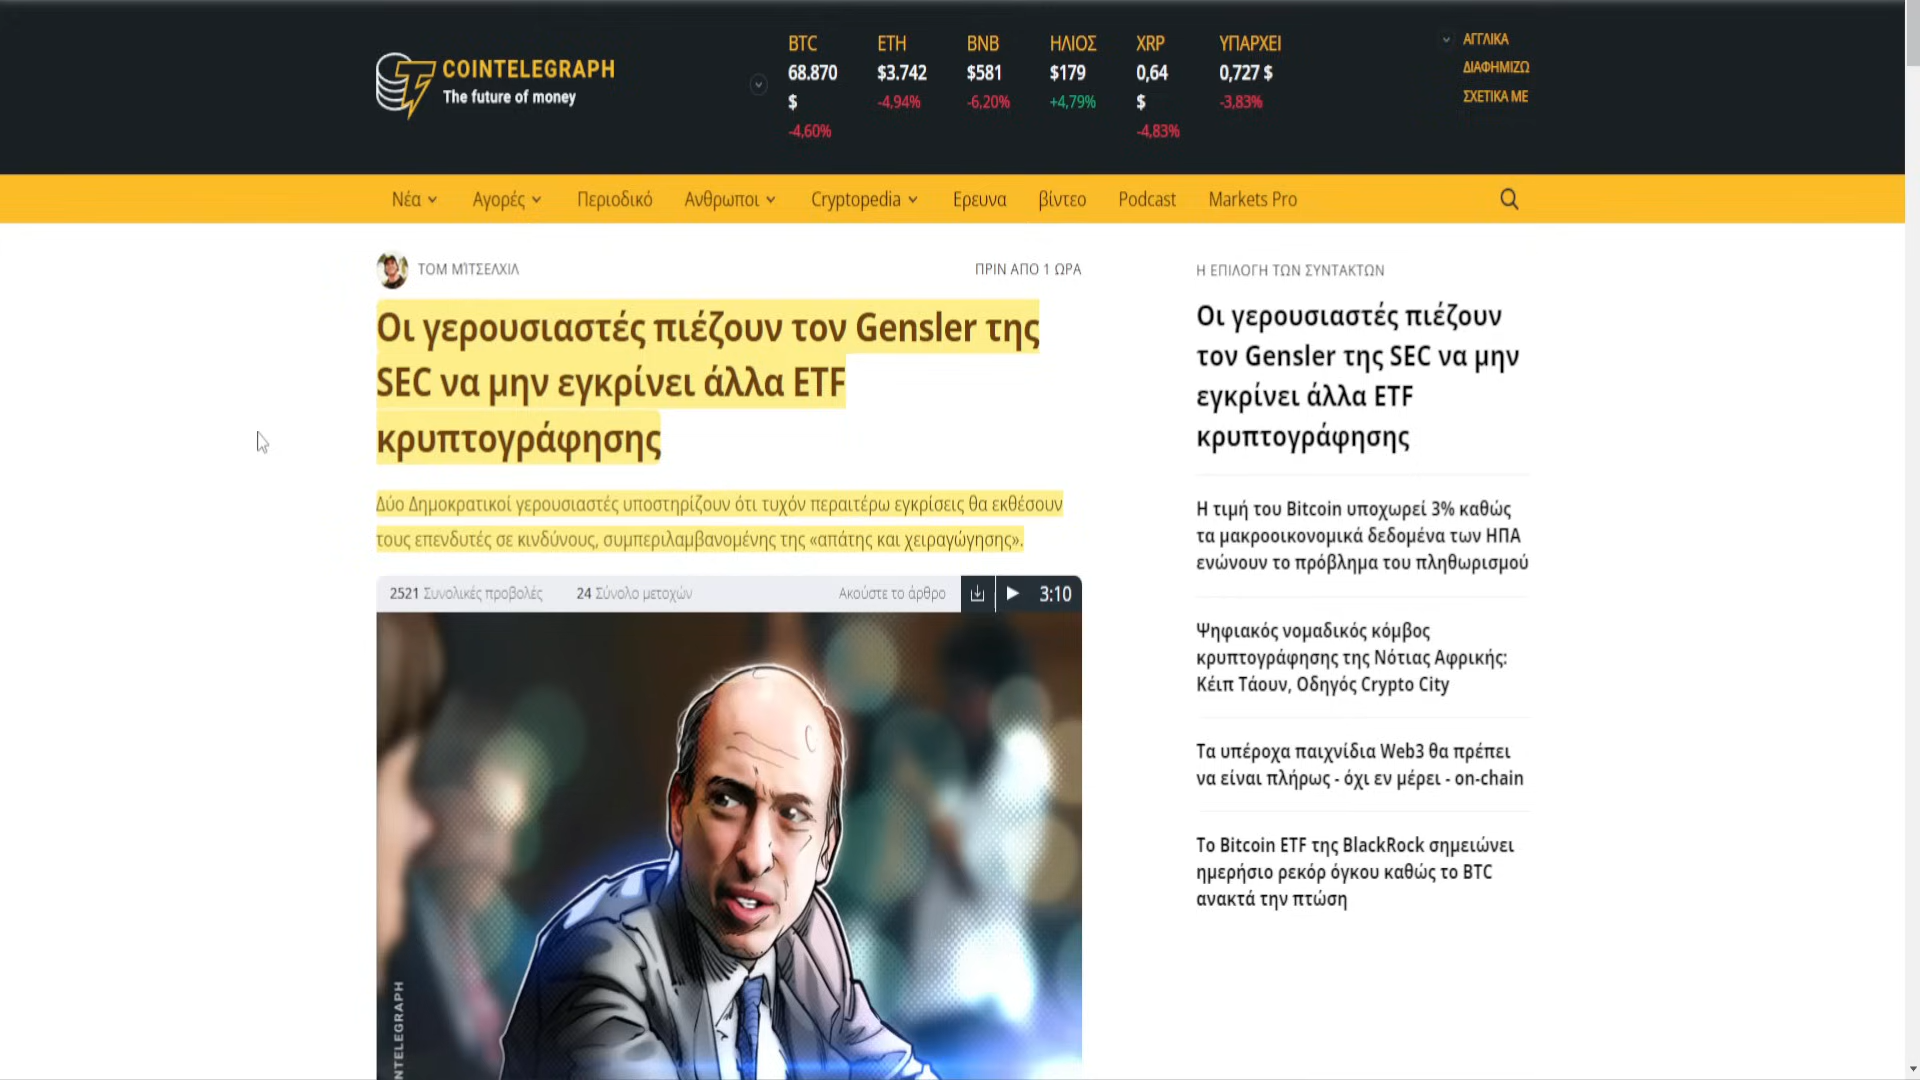 COINTELEGRAPH
The future of money
BTC
68.870
$
-4,60%
ETH
$3.742
-4,94%
BNB
$581
-6,20%
ΗΛΙΟΣ
$179
+4,79%
XRP
0,64
$
-4,83%
ΥΠΑΡΧΕΙ
0,727 $
-3,83%
ΑΓΓΛΙΚΑ
ΔΙΑΦΗΜΙΖΩ
ΣΧΕΤΙΚΑ ΜΕ
Νέα Αγορές Περιοδικό Ανθρωποι Cryptopedia Ερευνα βίντεο Podcast Markets Pro
ΤΟΜ ΜΊΤΣΕΛΧΙΛ ΠΡΙΝ ΑΠΟ 1 ΩΡΑ
Οι γερουσιαστές πιέζουν τον Gensler της
SEC να μην εγκρίνει άλλα ETF
κρυπτογράφησης
Δύο Δημοκρατικοί γερουσιαστές υποστηρίζουν ότι τυχόν περαιτέρω εγκρίσεις θα εκθέσουν
τους επενδυτές σε κινδύνους, συμπεριλαμβανομένης της «απάτης και χειραγώγησης».
2521 Συνολικές προβολές 24 Σύνολο μετοχών Ακούστε το άρθρο 3:10
Η ΕΠΙΛΟΓΗ ΤΩΝ ΣΥΝΤΑΚΤΩΝ
Οι γερουσιαστές πιέζουν
τον Gensler της SEC να μην
εγκρίνει άλλα ETF
κρυπτογράφησης
Η τιμή του Bitcoin υποχωρεί 3% καθώς
τα μακροοικονομικά δεδομένα των ΗΠΑ
ενώνουν το πρόβλημα του πληθωρισμού
Ψηφιακός νομαδικός κόμβος
κρυπτογράφησης της Νότιας Αφρικής:
Κέιπ Τάουν, Οδηγός Crypto City
Τα υπέροχα παιχνίδια Web3 θα πρέπει
να είναι πλήρως - όχι εν μέρει - on-chain
Το Bitcoin ETF της BlackRock σημειώνει
ημερήσιο ρεκόρ όγκου καθώς το BTC
ανακτά την πτώση
NTELEGRAPH